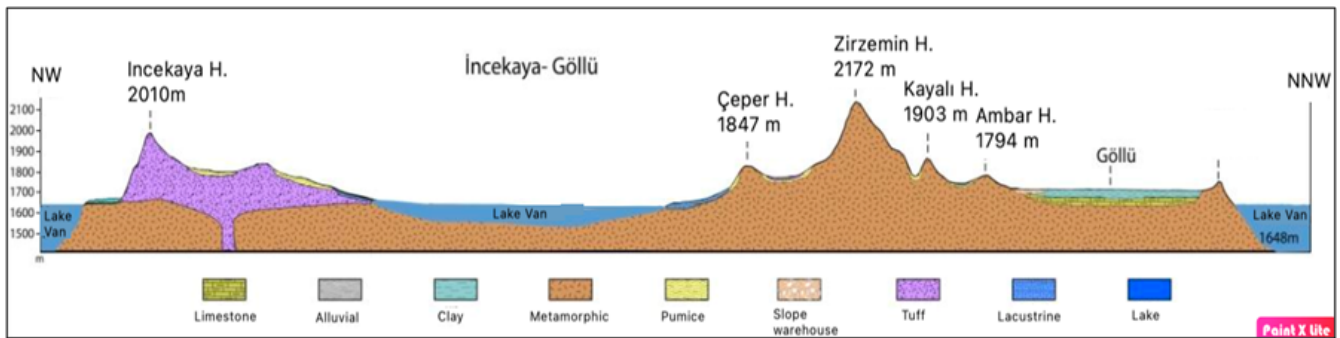 İncekaya- Göllü
NW
Incekaya H.
2010m
Çeper H.
1847 m
Zirzemin H.
2172 m
Kayalı H.
1903 m
Ambar H.
1794 m
NNW
Göllü
2100
2000
1900
1800
1700
1600
1500
m
Lake
Van
Lake Van
Lake Van
1648m
Limestone
Alluvial
Clay
Metamorphic
Pumice
Slope
warehouse
Tuff
Lacustrine
Lake
Paint X Lite